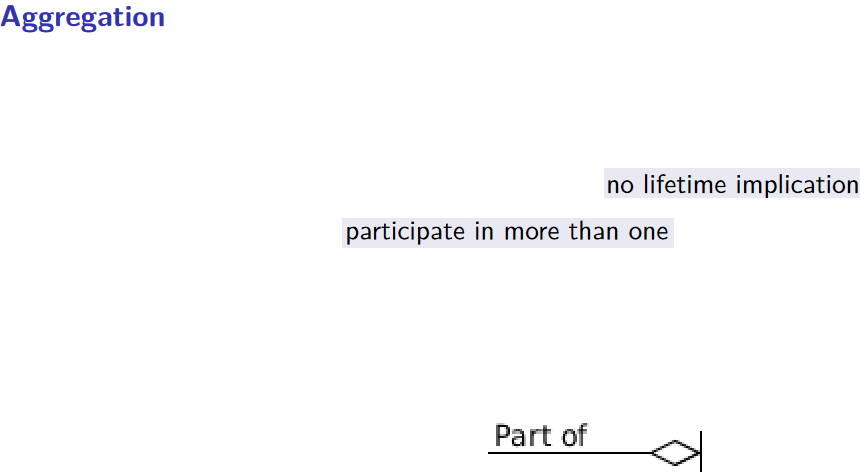 Aggregation
no lifetime implication
participate in more than one
Part of